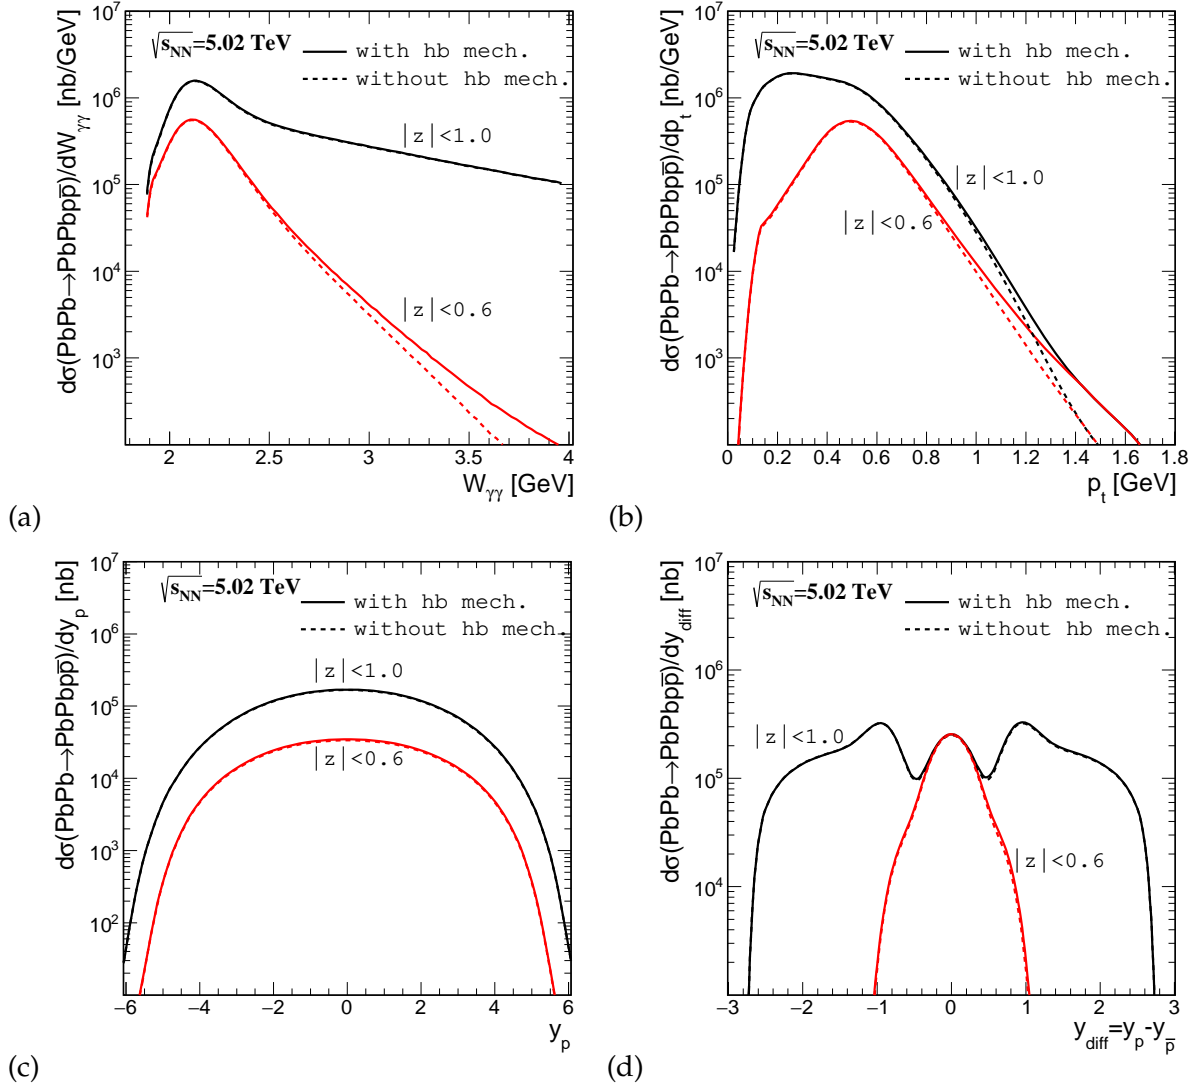 dσ(PbPb→PbPbpp̅)/dW_γγ [nb/GeV]
√s_NN=5.02 TeV
with hb mech.
without hb mech.
|z|<1.0
|z|<0.6
10^7
10^6
10^5
10^4
10^3
2 2.5 3 3.5 4
W_γγ [GeV]
(a)
dσ(PbPb→PbPbpp̅)/dp_t [nb/GeV]
√s_NN=5.02 TeV
with hb mech.
without hb mech.
|z|<1.0
|z|<0.6
10^7
10^6
10^5
10^4
10^3
0 0.2 0.4 0.6 0.8 1 1.2 1.4 1.6 1.8
p_t [GeV]
(b)
dσ(PbPb→PbPbpp̅)/dy_p [nb]
√s_NN=5.02 TeV
with hb mech.
without hb mech.
|z|<1.0
|z|<0.6
10^7
10^6
10^5
10^4
10^3
10^2
−6 −4 −2 0 2 4 6
y_p
(c)
dσ(PbPb→PbPbpp̅)/dy_diff [nb]
√s_NN=5.02 TeV
with hb mech.
without hb mech.
|z|<1.0
|z|<0.6
10^7
10^6
10^5
10^4
−3 −2 −1 0 1 2 3
y_diff=y_p-y_p̅
(d)